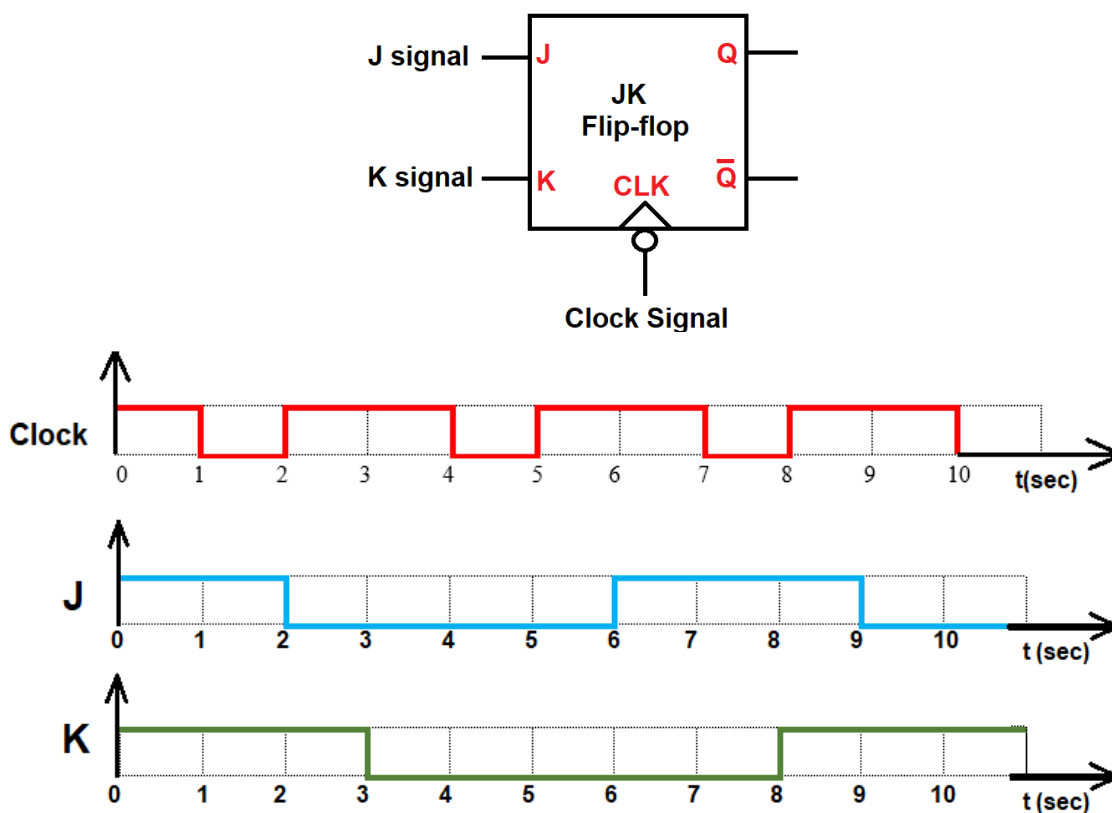 J signal
J
Q
JK
Flip-flop
K signal
K
CLK
Q̅
Clock Signal
Clock
0 1 2 3 4 5 6 7 8 9 10
t(sec)
J
0 1 2 3 4 5 6 7 8 9 10
t (sec)
K
0 1 2 3 4 5 6 7 8 9 10
t (sec)